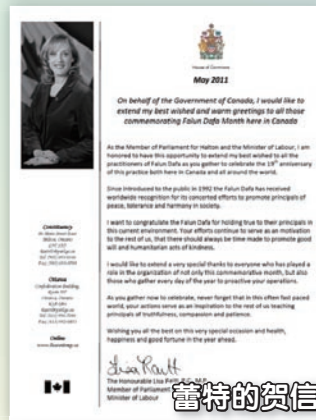 House of Commons
May 2011
On behalf of the Government of Canada, I would like to
extend my best wished and warm greetings to all those
commemorating Falun Dafa Month here in Canada
As the Member of Parliament for Halton and the Minister of Labour, I am
honored to have this opportunity to extend my best wished to all the
practitioners of Falun Dafa as you gather to celebrate the 19th anniversary
of this practice both here in Canada and all around the world.
Since introduced to the public in 1992 the Falun Dafa has received
worldwide recognition for its concerted efforts to promote principals of
peace, tolerance and harmony in society.
I want to congratulate the Falun Dafa for holding true to their principals in
this current environment. Your efforts continue to serve as an motivation
to the rest of us, that there should always be time made to promote good
will and humanitarian acts of kindness.
I would like to extend a very special thanks to everyone who has played a
role in the organization of not only this commemorative month, but also
those who gather every day of the year to proactive your operations.
As you gather now to celebrate, never forget that in this often fast paced
world, your actions serve as an inspiration to the rest of us teaching
principals of truthfulness, compassion and patience.
Wishing you all the best on this very special occasion and health,
happiness and good fortune in the year ahead.
Lisa Raitt
The Honourable Lisa Raitt, P.C., M.P.
Member of Parliament
Minister of Labour
Constituency
Milton, Ontario
Ottawa
Confederation Building
Ottawa, Ontario
Online
www.lisaraittmp.ca
蕾特的贺信